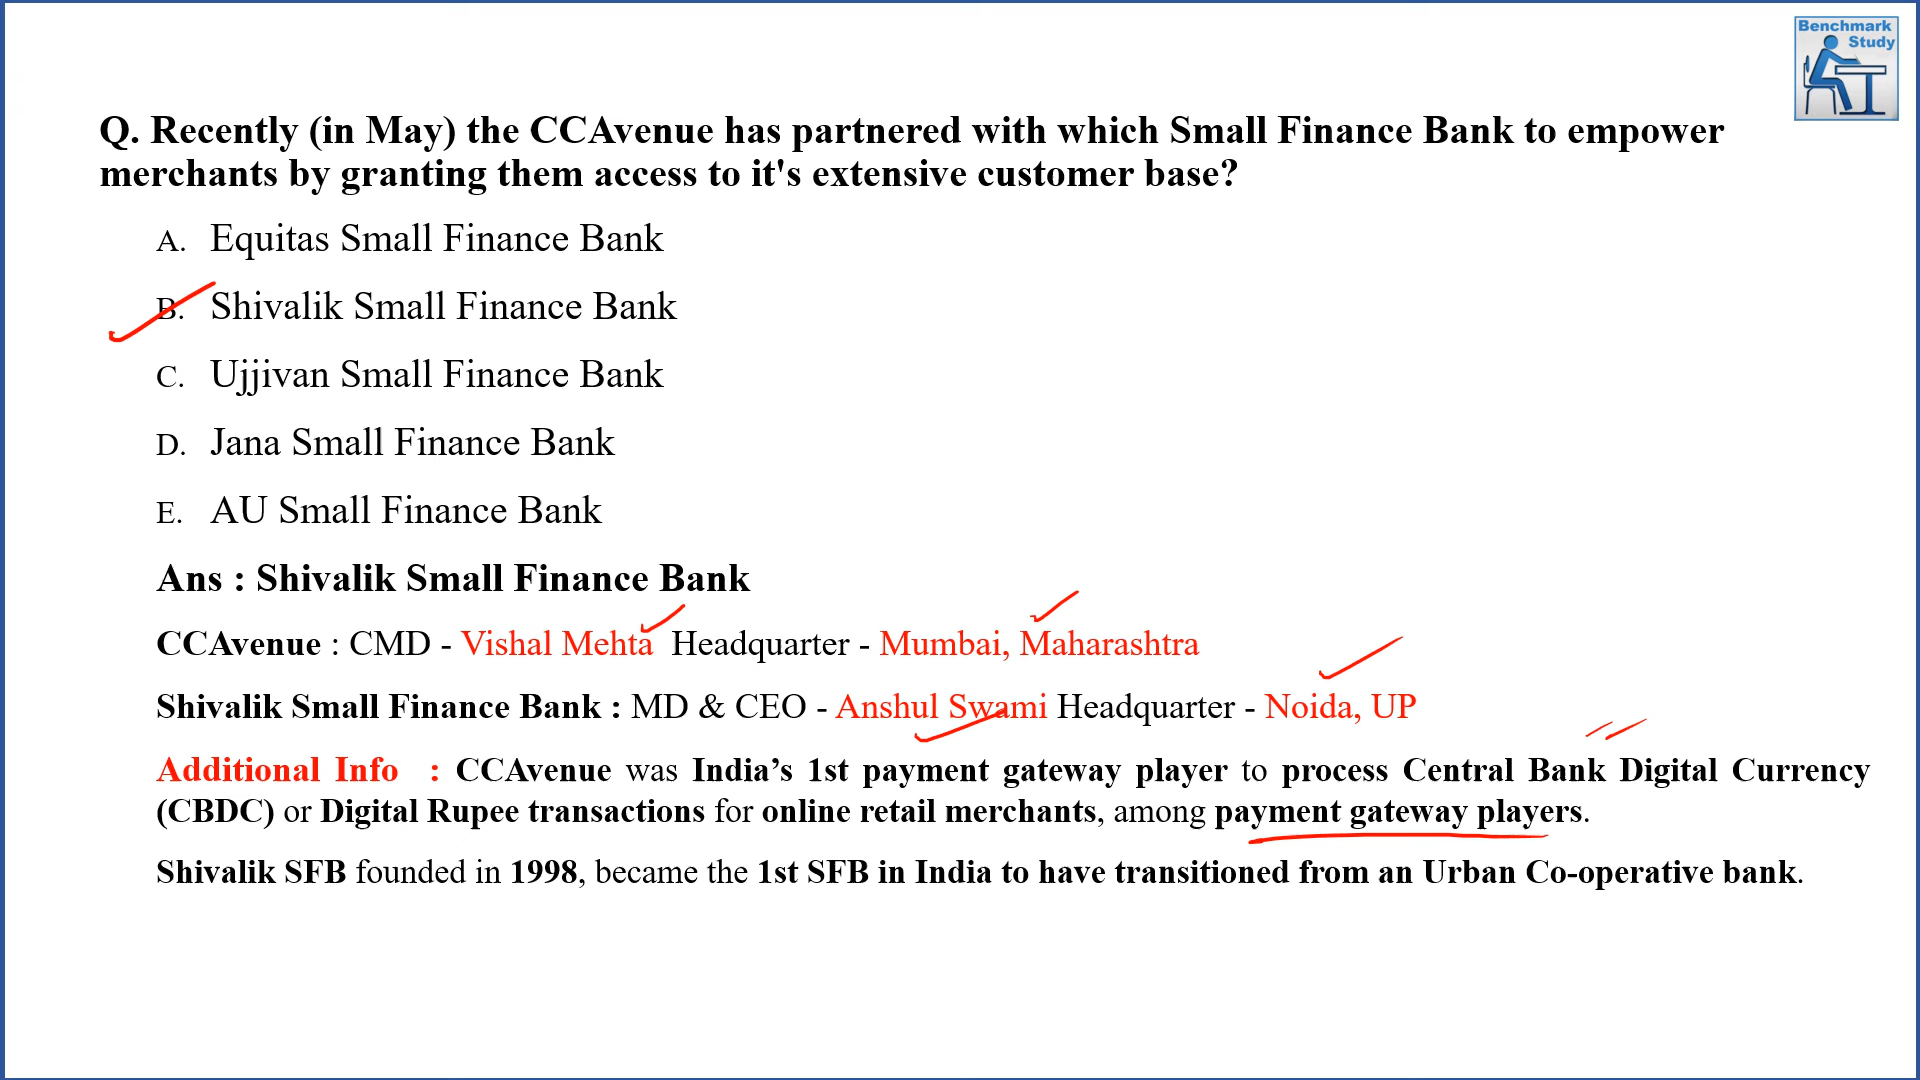 Benchmark
Study
Q. Recently (in May) the CCAvenue has partnered with which Small Finance Bank to empower
merchants by granting them access to it's extensive customer base?
A. Equitas Small Finance Bank
B. Shivalik Small Finance Bank
C. Ujjivan Small Finance Bank
D. Jana Small Finance Bank
E. AU Small Finance Bank
Ans : Shivalik Small Finance Bank
CCAvenue : CMD - Vishal Mehta Headquarter - Mumbai, Maharashtra
Shivalik Small Finance Bank : MD & CEO - Anshul Swami Headquarter - Noida, UP
Additional Info : CCAvenue was India’s 1st payment gateway player to process Central Bank Digital Currency
(CBDC) or Digital Rupee transactions for online retail merchants, among payment gateway players.
Shivalik SFB founded in 1998, became the 1st SFB in India to have transitioned from an Urban Co-operative bank.